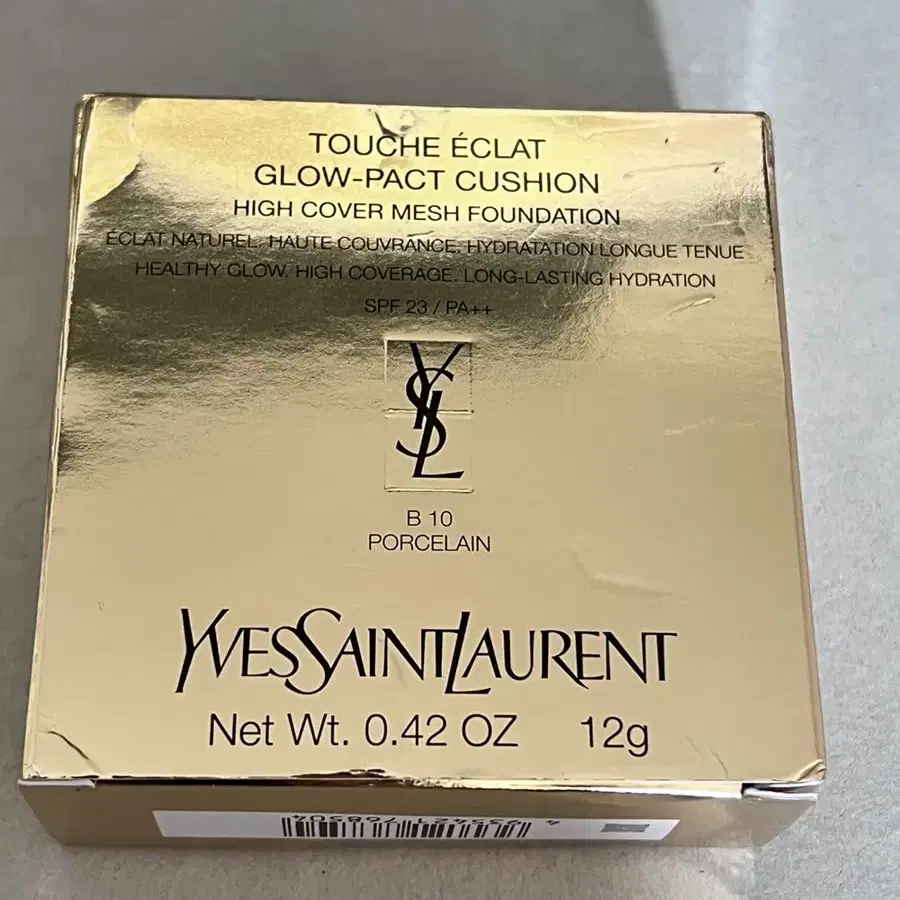 TOUCHE ÉCLAT
GLOW-PACT CUSHION
HIGH COVER MESH FOUNDATION
ÉCLAT NATUREL. HAUTE COUVRANCE. HYDRATATION LONGUE TENUE
HEALTHY GLOW. HIGH COVERAGE. LONG-LASTING HYDRATION
SPF 23 / PA++
YSL
B 10
PORCELAIN
YVESSAINTLAURENT
Net Wt. 0.42 OZ 12g